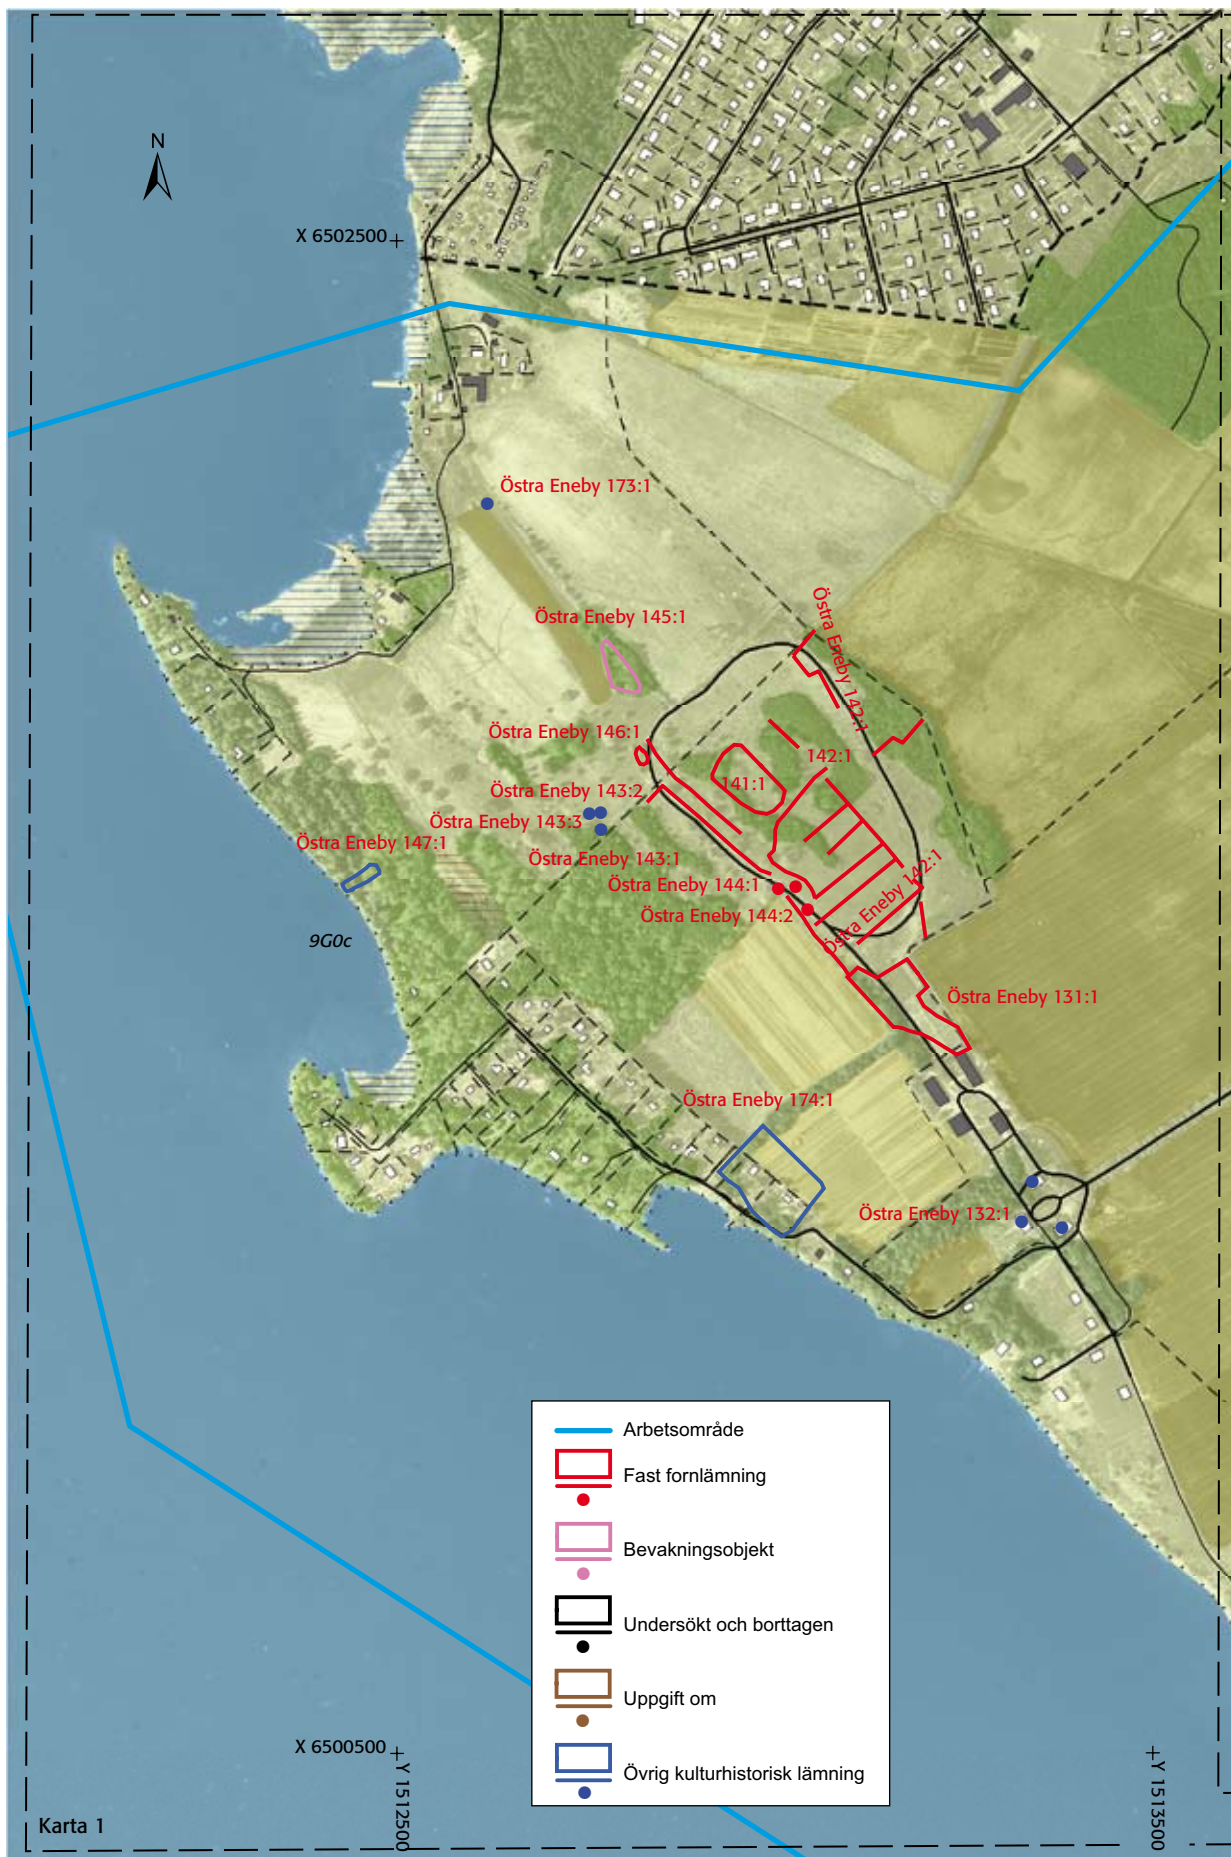 N
X 6502500
Östra Eneby 173:1
Östra Eneby 145:1
Östra Eneby 142:1
Östra Eneby 146:1
142:1
141:1
Östra Eneby 143:2
Östra Eneby 143:3
Östra Eneby 147:1
Östra Eneby 143:1
Östra Eneby 144:1
Östra Eneby 142:1
Östra Eneby 144:2
9G0c
Östra Eneby 131:1
Östra Eneby 174:1
Östra Eneby 132:1
Arbetsområde
Fast fornlämning
Bevakningsobjekt
Undersökt och borttagen
Uppgift om
Övrig kulturhistorisk lämning
X 6500500
Y 1512500
Y 1513500
Karta 1